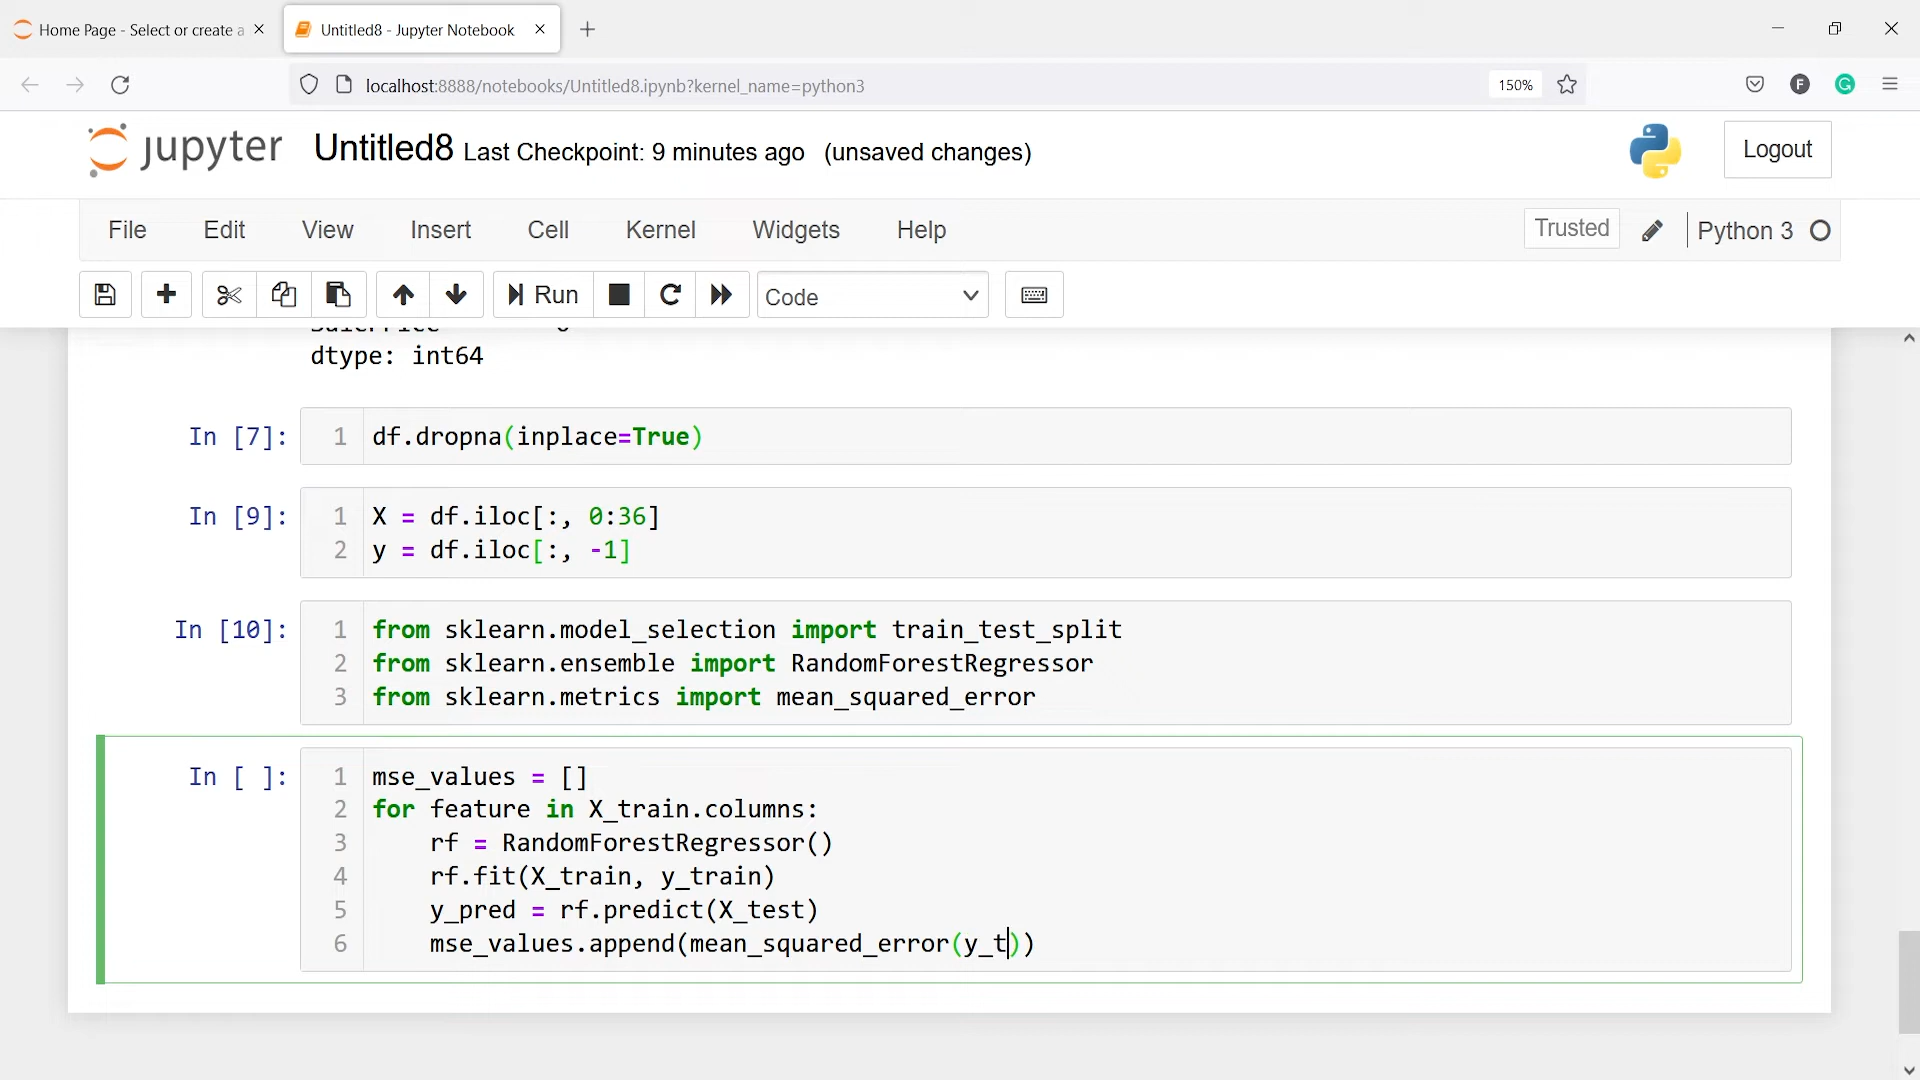 Home Page - Select or create a
Untitled8 - Jupyter Notebook
localhost:8888/notebooks/Untitled8.ipynb?kernel_name=python3
150%
F
G
jupyter
Untitled8 Last Checkpoint: 9 minutes ago (unsaved changes)
Logout
File Edit View Insert Cell Kernel Widgets Help
Trusted
Python 3
Run
Code
dtype: int64
In [7]: 1 df.dropna(inplace=True)
In [9]: 1 X = df.iloc[:, 0:36]
2 y = df.iloc[:, -1]
In [10]: 1 from sklearn.model_selection import train_test_split
2 from sklearn.ensemble import RandomForestRegressor
3 from sklearn.metrics import mean_squared_error
In [ ]: 1 mse_values = []
2 for feature in X_train.columns:
3 rf = RandomForestRegressor()
4 rf.fit(X_train, y_train)
5 y_pred = rf.predict(X_test)
6 mse_values.append(mean_squared_error(y_t))